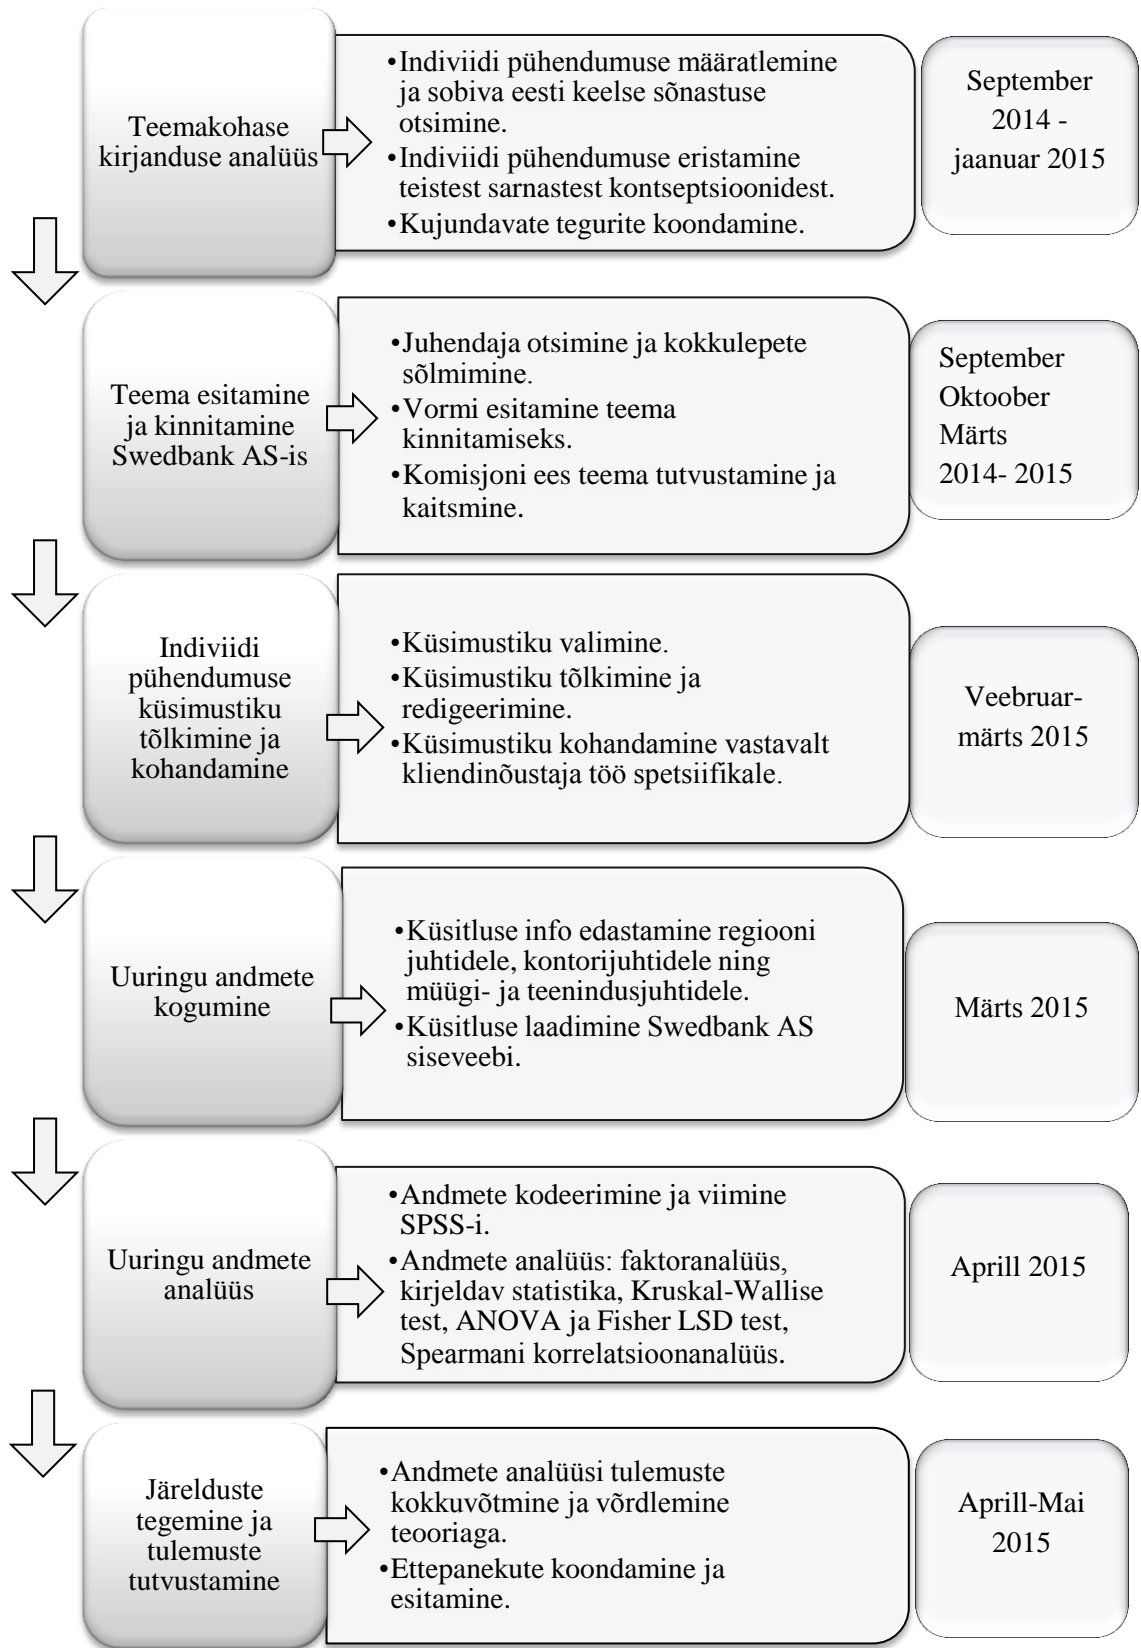 Teemakohase
kirjanduse analüüs
•Individi pühendumuse määratlemine
ja sobiva eesti keelse sõnastuse
otsimine.
•Individi pühendumuse eristamine
teistest sarnastest kontseptsioonidest.
•Kujundavate tegurite koondamine.
September
2014 -
jaanuar 2015
Teema esitamine
ja kinnitamine
Swedbank AS-is
•Juhendaja otsimine ja kokkulepete
sõlmimine.
•Vormi esitamine teema
kinnitamiseks.
•Komisjoni ees teema tutvustamine ja
kaitsmine.
September
Oktoober
Märts
2014- 2015
Indiviidi
pühendumuse
küsimustiku
tõlkimine ja
kohandamine
•Küsimustiku valimine.
•Küsimustiku tõlkimine ja
redigeerimine.
•Küsimustiku kohandamine vastavalt
kliendinõustaja töö spetsiifikale.
Veebruar-
märts 2015
Uuringu andmete
kogumine
•Küsitluse info edastamine regiooni
juhtidele, kontorijuhtidele ning
müügi- ja teenindusjuhtidele.
•Küsitluse laadimine Swedbank AS
siseveebi.
Märts 2015
Uuringu andmete
analüüs
•Andmete kodeerimine ja viimine
SPSS-i.
•Andmete analüüs: faktoranalüüs,
kirjeldav statistika, Kruskal-Wallise
test, ANOVA ja Fisher LSD test,
Spearmani korrelatsioonanalüüs.
Aprill 2015
Järelduste
tegemine ja
tulemuste
tutvustamine
•Andmete analüüsi tulemuste
kokkuvõtmine ja võrdlemine
teooriaga.
•Ettepanekute koondamine ja
esitamine.
Aprill-Mai
2015